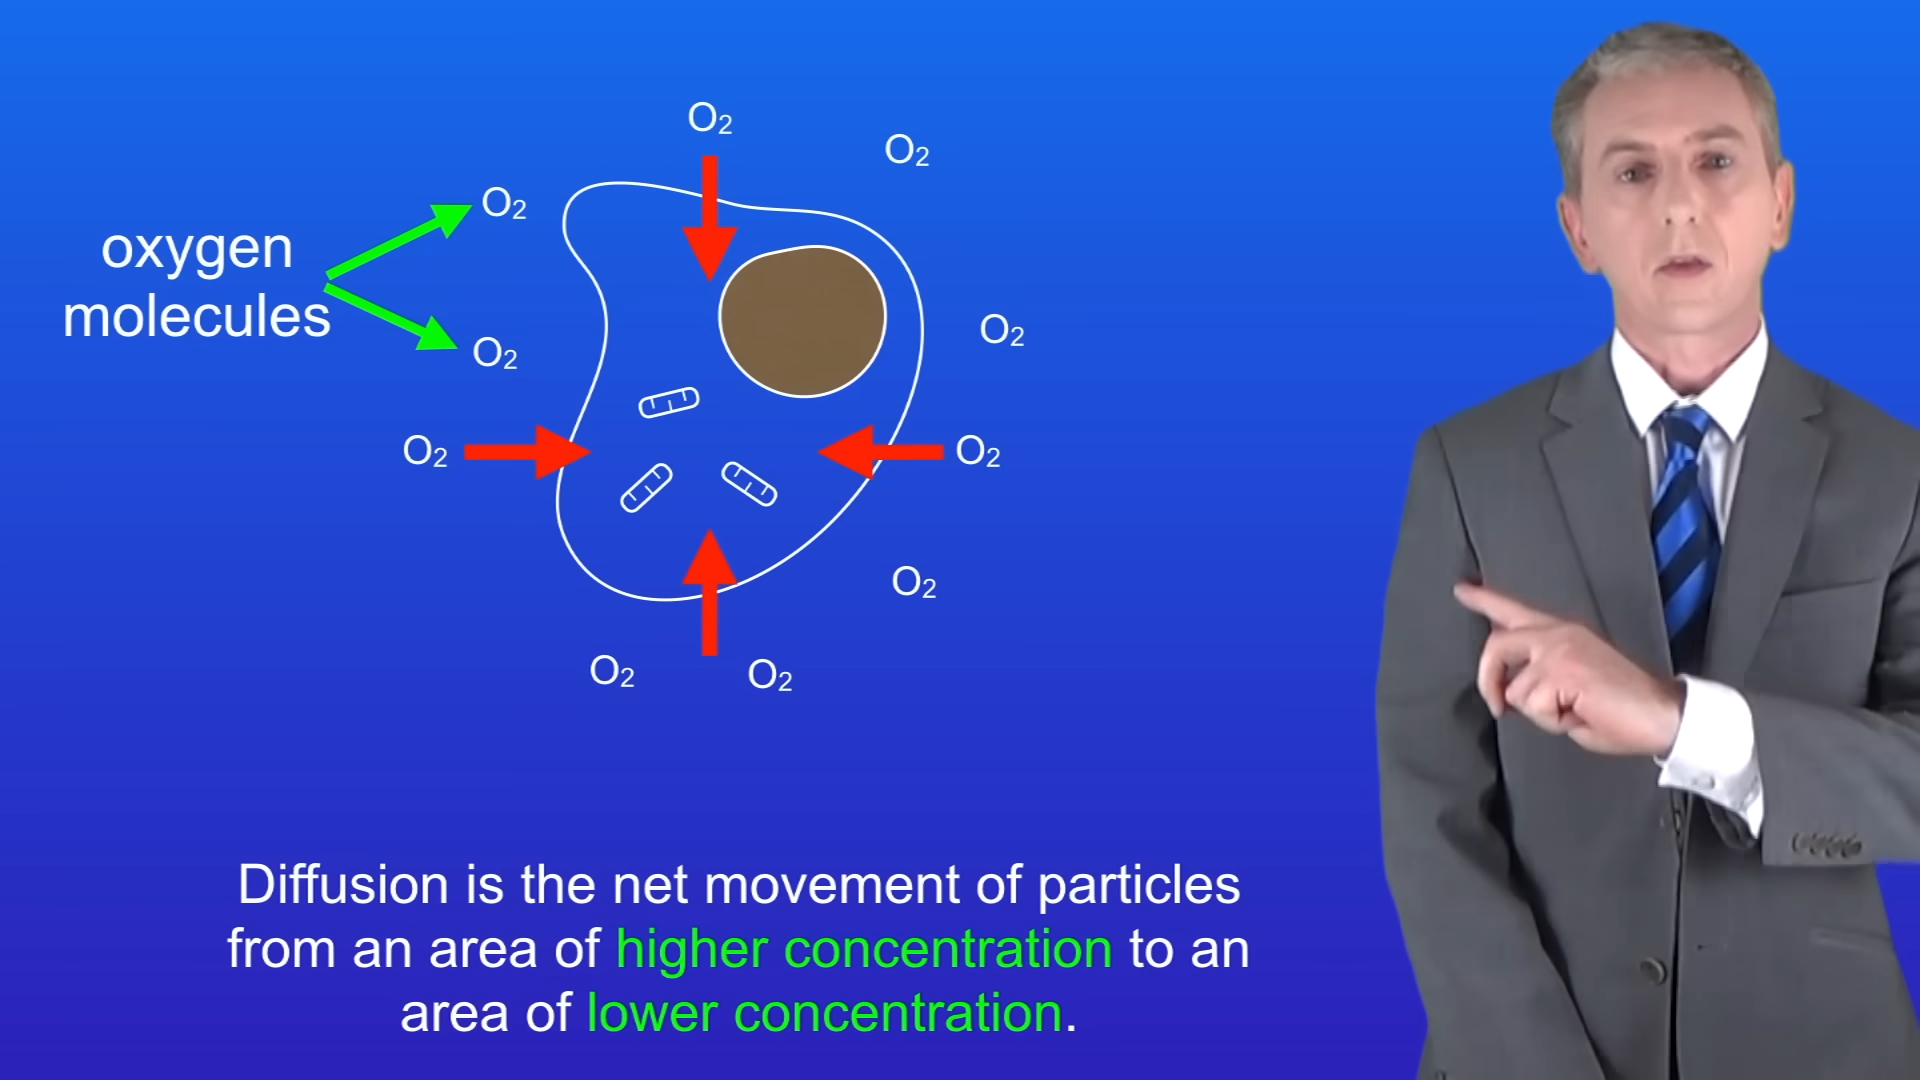 O₂
O₂
O₂
oxygen
molecules
O₂
O₂
O₂
O₂
O₂
O₂
O₂
Diffusion is the net movement of particles
from an area of higher concentration to an
area of lower concentration.